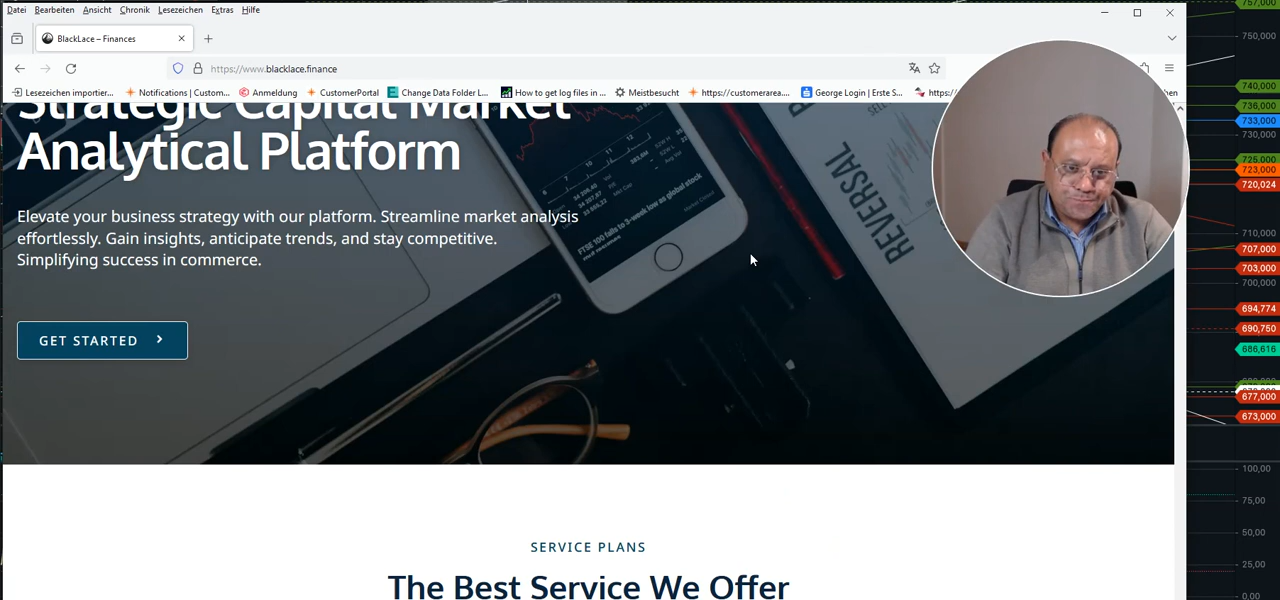 Datei Bearbeiten Ansicht Chronik Lesezeichen Extras Hilfe
BlackLace – Finances
https://www.blacklace.finance
Lesezeichen importier... Notifications | Custom... Anmeldung CustomerPortal Change Data Folder L... How to get log files in ... Meistbesucht https://customerarea.... George Login | Erste S... https:/
Strategic Capital Market
Analytical Platform
Elevate your business strategy with our platform. Streamline market analysis
effortlessly. Gain insights, anticipate trends, and stay competitive.
Simplifying success in commerce.
GET STARTED
FTSE 100 falls to 3-week low as global stock
REVERSAL
SERVICE PLANS
The Best Service We Offer
757,000
750,000
740,000
736,000
733,000
730,000
725,000
723,000
720,024
710,000
707,000
703,000
700,000
694,774
690,750
686,616
677,000
673,000
100,00
75,00
50,00
25,00
0,00